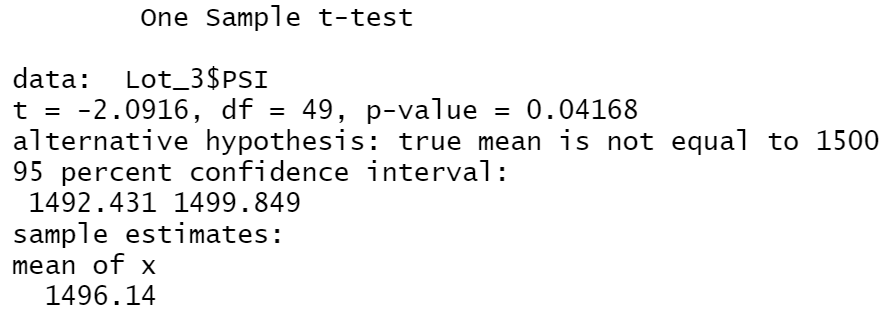 One Sample t-test
data:  Lot_3$PSI
t = -2.0916, df = 49, p-value = 0.04168
alternative hypothesis: true mean is not equal to 1500
95 percent confidence interval:
1492.431 1499.849
sample estimates:
mean of x
1496.14